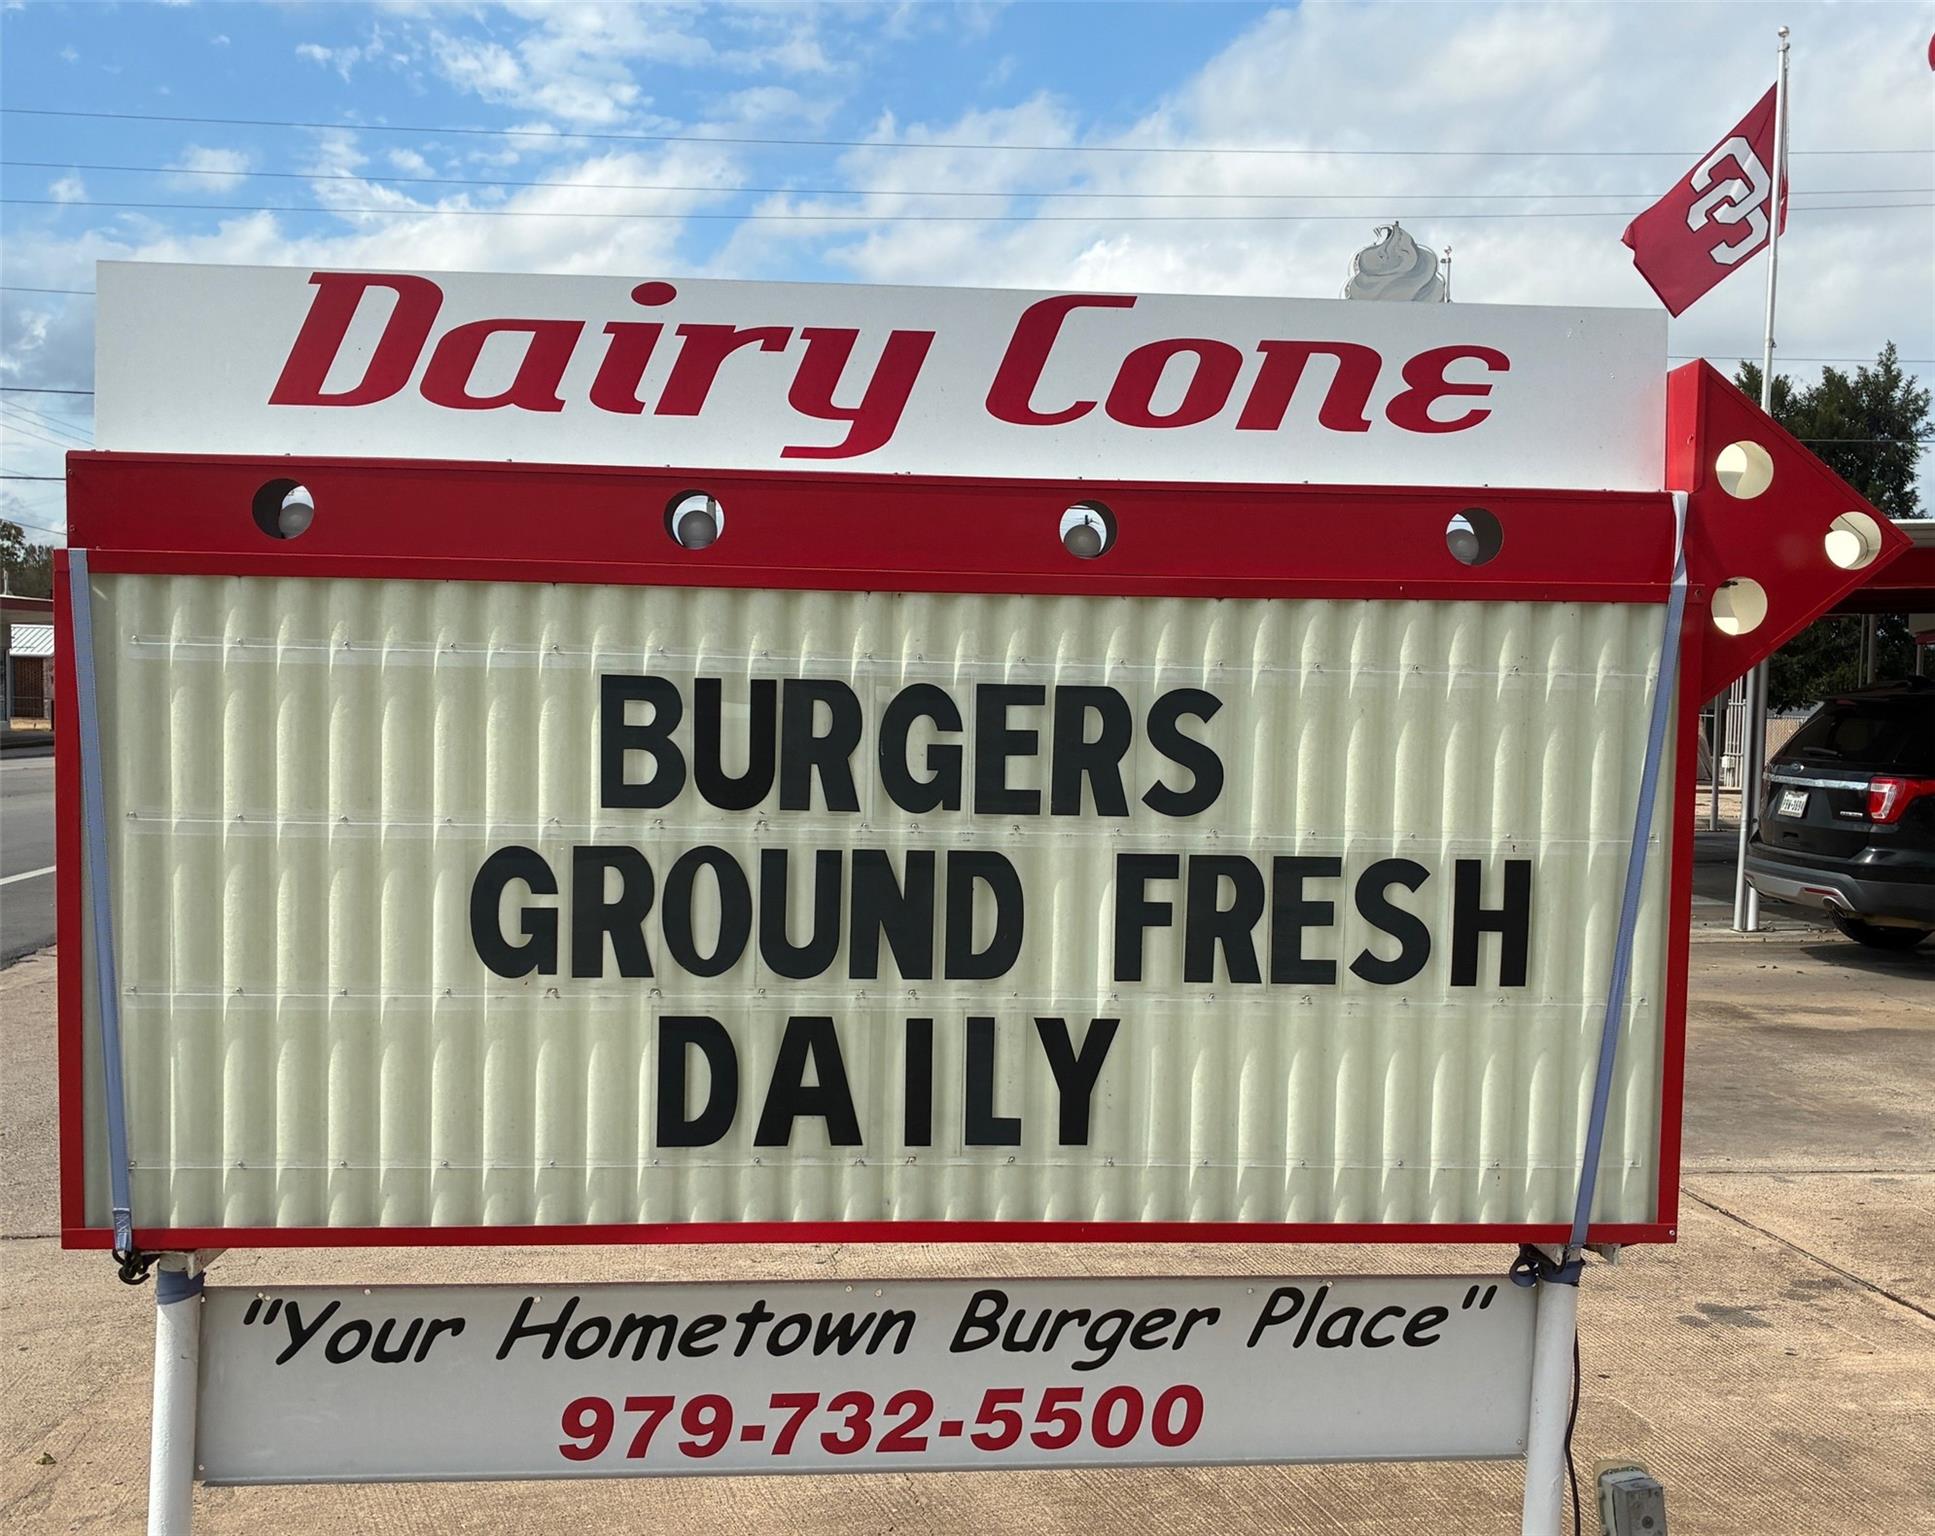 Dairy Cone
BURGERS
GROUND FRESH
DAILY
"Your Hometown Burger Place"
979-732-5500